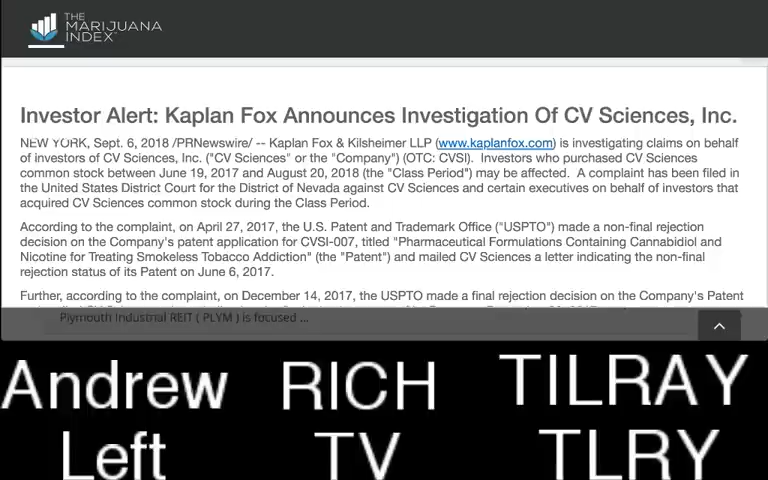 THE
MARIJUANA
INDEX
Investor Alert: Kaplan Fox Announces Investigation Of CV Sciences, Inc.
NEW YORK, Sept. 6, 2018 /PRNewswire/ -- Kaplan Fox & Kilsheimer LLP (www.kaplanfox.com) is investigating claims on behalf
of investors of CV Sciences, Inc. ("CV Sciences" or the "Company") (OTC: CVSI). Investors who purchased CV Sciences
common stock between June 19, 2017 and August 20, 2018 (the "Class Period") may be affected. A complaint has been filed in
the United States District Court for the District of Nevada against CV Sciences and certain executives on behalf of investors that
acquired CV Sciences common stock during the Class Period.
According to the complaint, on April 27, 2017, the U.S. Patent and Trademark Office ("USPTO") made a non-final rejection
decision on the Company's patent application for CVSI-007, titled "Pharmaceutical Formulations Containing Cannabidiol and
Nicotine for Treating Smokeless Tobacco Addiction" (the "Patent") and mailed CV Sciences a letter indicating the non-final
rejection status of its Patent on June 6, 2017.
Further, according to the complaint, on December 14, 2017, the USPTO made a final rejection decision on the Company's Patent
Plymouth Industrial REIT ( PLYM ) is focused ...
Andrew Left
RICH TV
TILRAY TLRY